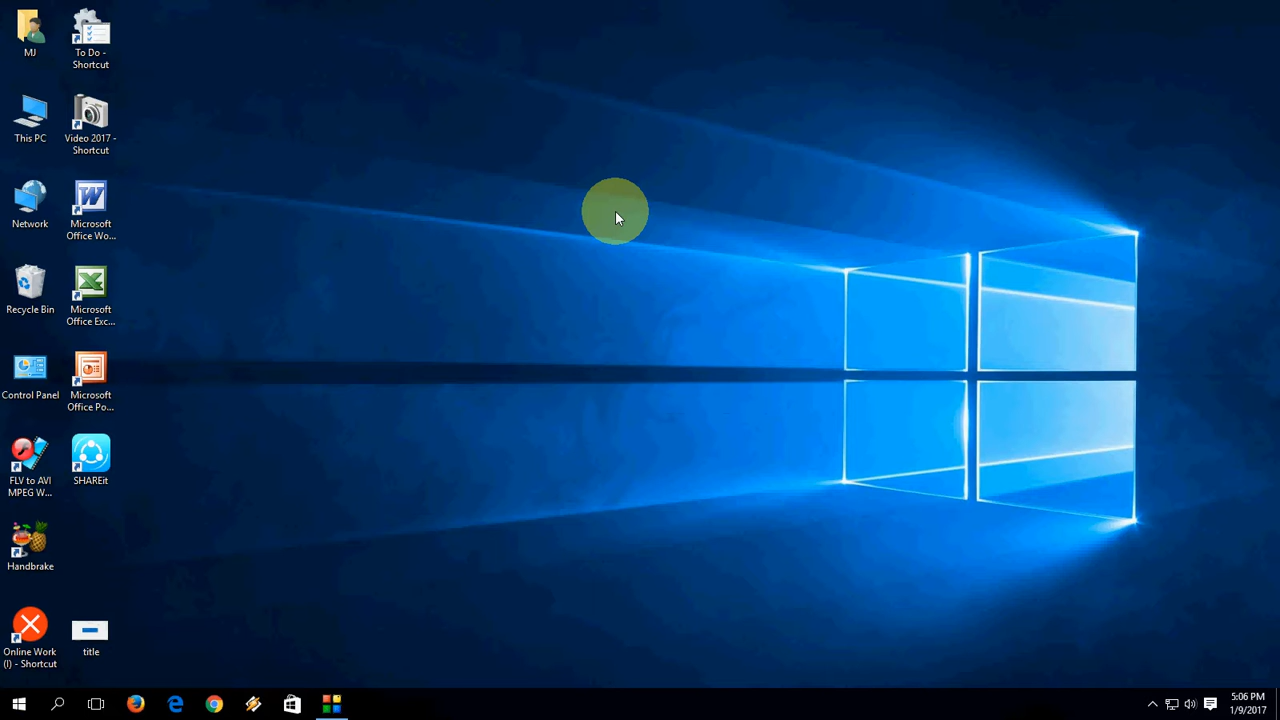 MJ
To Do -
Shortcut
This PC
Video 2017 -
Shortcut
Network
Microsoft
Office Wo...
Recycle Bin
Microsoft
Office Exc...
Control Panel
Microsoft
Office Po...
FLV to AVI
MPEG W...
SHAREit
Handbrake
Online Work
(I) - Shortcut
title
5:06 PM
1/9/2017